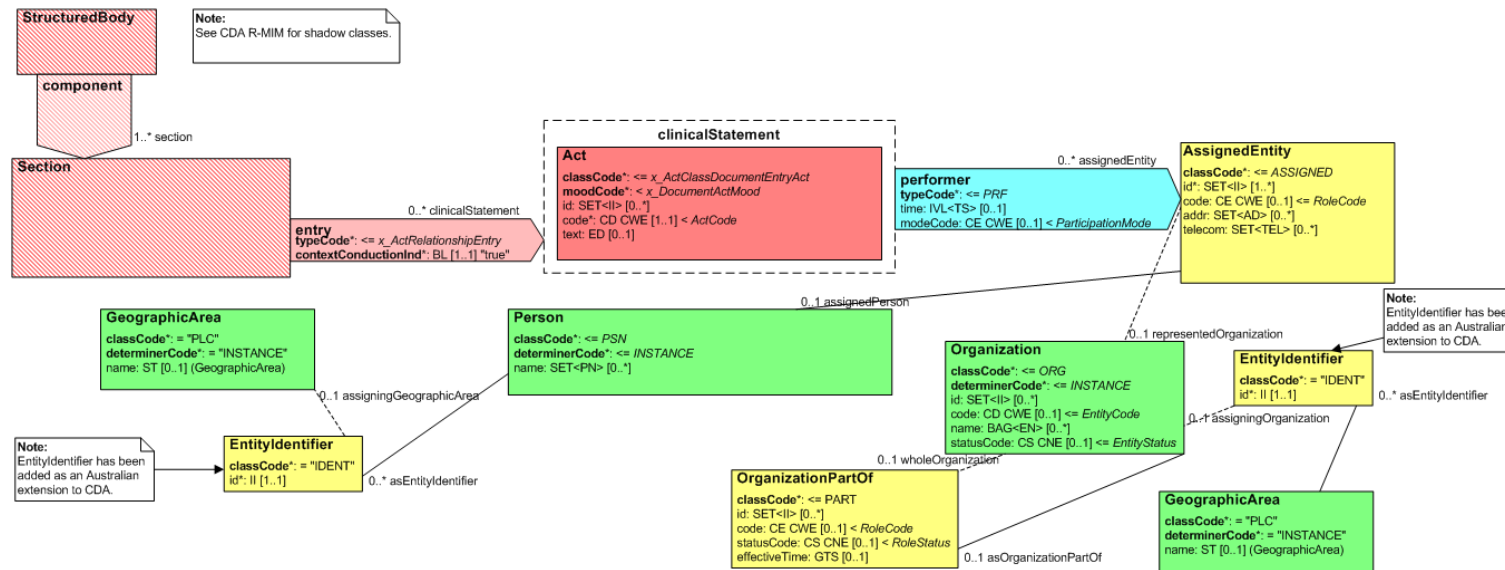 StructuredBody
Note:
See CDA R-MIM for shadow classes.
component
1..* section
Section
0..* clinicalStatement
entry
typeCode*: <= x_ActRelationshipEntry
contextConductionInd*: BL [1..1] "true"
clinicalStatement
Act
classCode*: <= x_ActClassDocumentEntryAct
moodCode*: < x_DocumentActMood
id: SET<II> [0..*]
code*: CD CWE [1..1] < ActCode
text: ED [0..1]
0..* assignedEntity
performer
typeCode*: <= PRF
time: IVL<TS> [0..1]
modeCode: CE CWE [0..1] < ParticipationMode
AssignedEntity
classCode*: <= ASSIGNED
id*: SET<II> [1..*]
code: CE CWE [0..1] <= RoleCode
addr: SET<AD> [0..*]
telecom: SET<TEL> [0..*]
0..1 assignedPerson
GeographicArea
classCode*: = "PLC"
determinerCode*: = "INSTANCE"
name: ST [0..1] (GeographicArea)
0..1 assigningGeographicArea
Person
classCode*: <= PSN
determinerCode*: <= INSTANCE
name: SET<PN> [0..*]
0..1 representedOrganization
Organization
classCode*: <= ORG
determinerCode*: <= INSTANCE
id: SET<II> [0..*]
code: CD CWE [0..1] <= EntityCode
name: BAG<EN> [0..*]
statusCode: CS CNE [0..1] <= EntityStatus
Note:
EntityIdentifier has been
added as an Australian
extension to CDA.
EntityIdentifier
classCode*: = "IDENT"
id*: II [1..1]
0..* asEntityIdentifier
0..1 assigningOrganization
Note:
EntityIdentifier has been
added as an Australian
extension to CDA.
EntityIdentifier
classCode*: = "IDENT"
id*: II [1..1]
0..* asEntityIdentifier
0..1 wholeOrganization
OrganizationPartOf
classCode*: <= PART
id: SET<II> [0..*]
code: CE CWE [0..1] < RoleCode
statusCode: CS CNE [0..1] < RoleStatus
effectiveTime: GTS [0..1]
0..1 asOrganizationPartOf
GeographicArea
classCode*: = "PLC"
determinerCode*: = "INSTANCE"
name: ST [0..1] (GeographicArea)